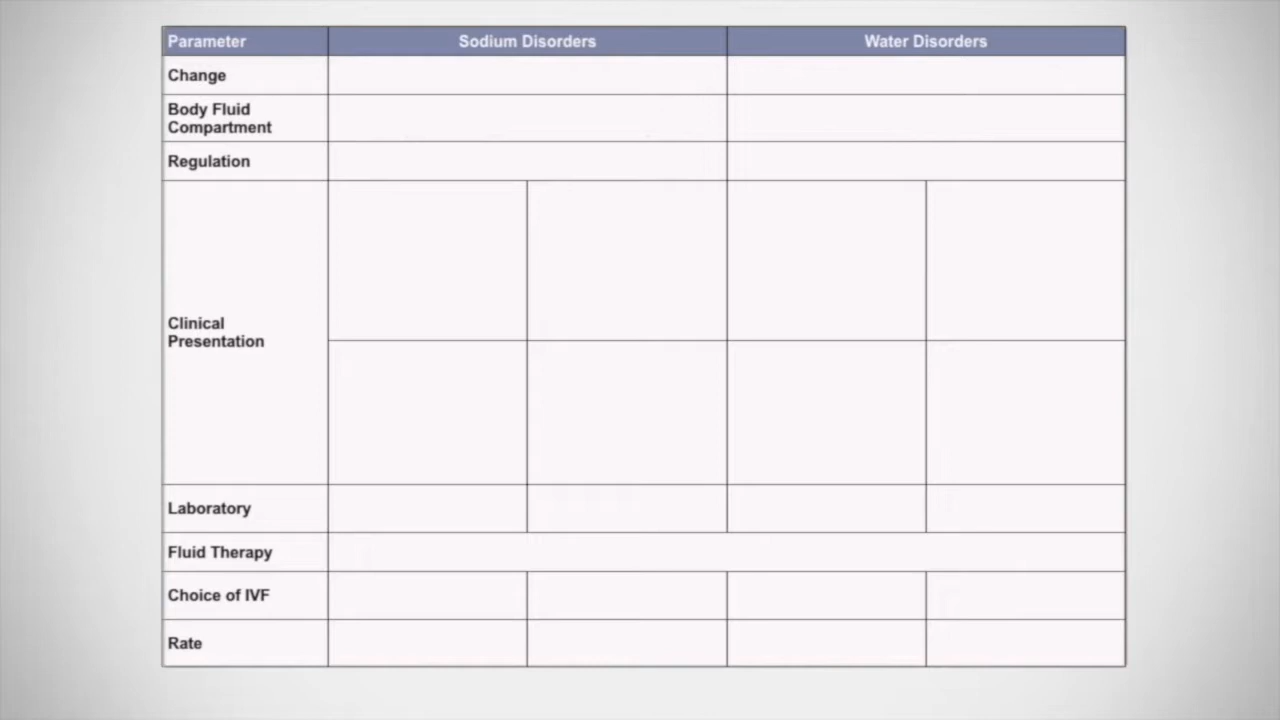 Parameter Sodium Disorders Water Disorders
Change
Body Fluid
Compartment
Regulation
Clinical
Presentation
Laboratory
Fluid Therapy
Choice of IVF
Rate